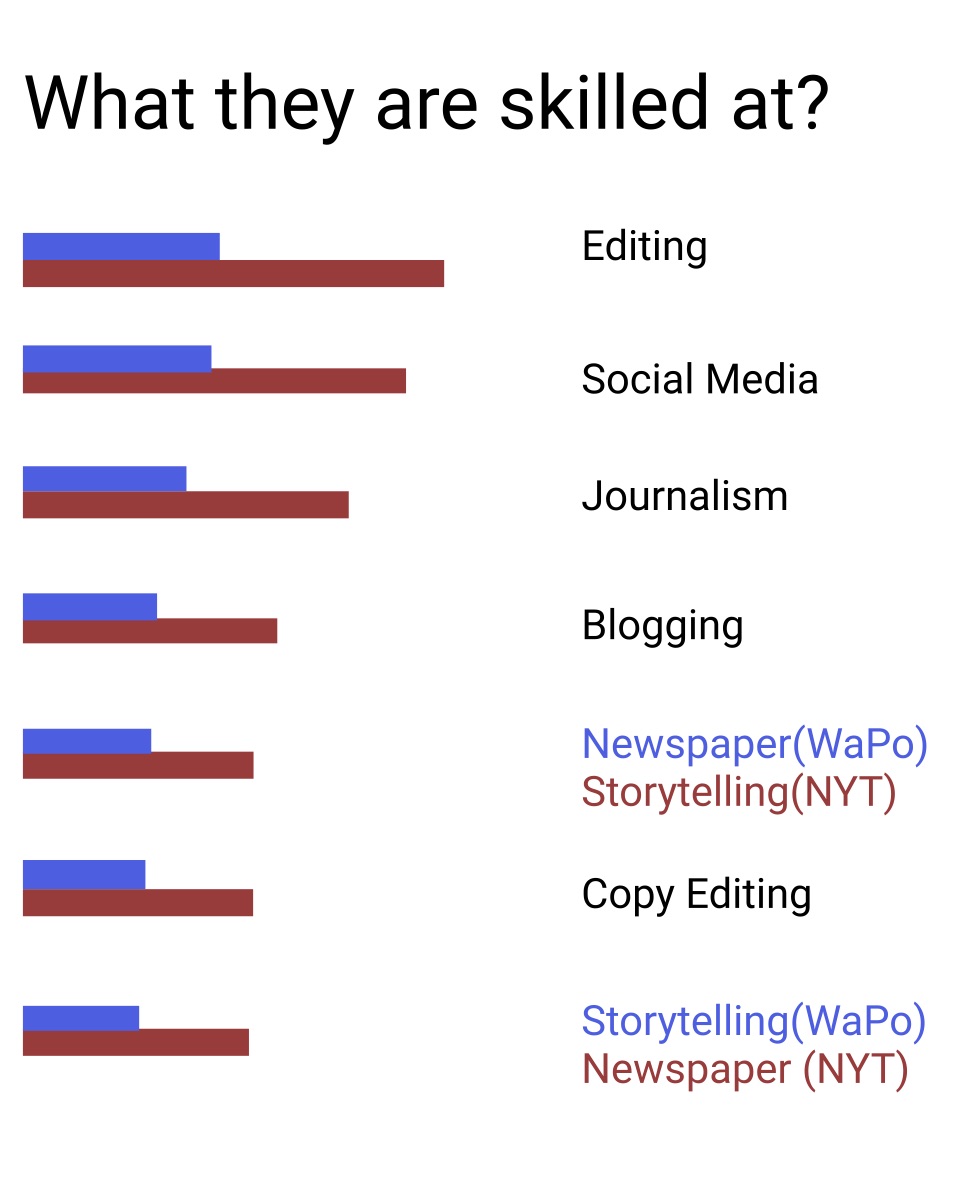 What they are skilled at?
Editing
Social Media
Journalism
Blogging
Newspaper(WaPo)
Storytelling(NYT)
Copy Editing
Storytelling(WaPo)
Newspaper (NYT)